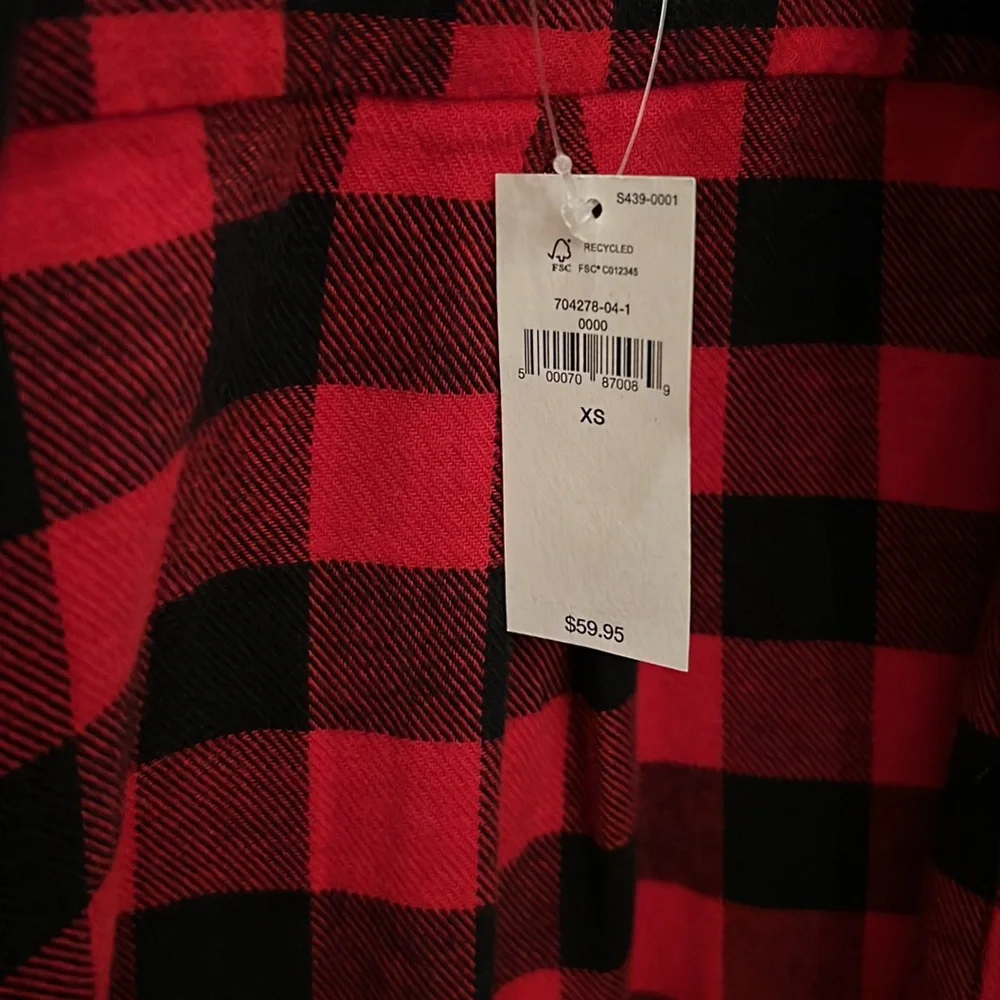 S439-0001
RECYCLED
FSC FSC® C012345
704278-04-1
0000
5 00070 87008 9
XS
$59.95